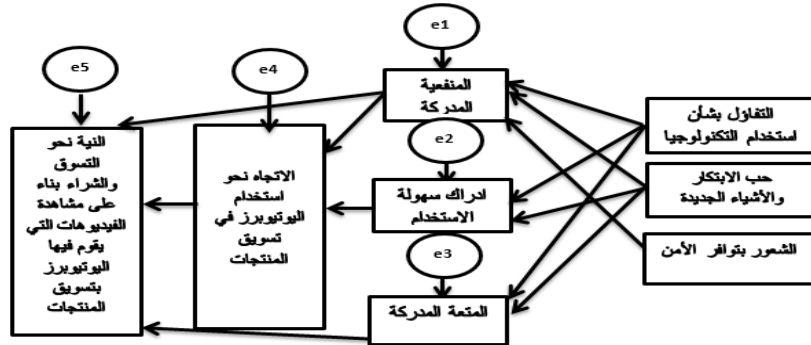 e1
e5
e4
المنفعية
المدركة
e2
التفاؤل بشأن
استخدام التكنولوجيا
النية نحو
التسوق
والشراء بناء
على مشاهدة
الفيديوهات التي
يقوم فيها
اليوتيوبرز
بتسويق
المنتجات
الاتجاه نحو
استخدام
اليوتيوبرز في
تسويق
المنتجات
ادراك سهولة
الاستخدام
حب الابتكار
والأشياء الجديدة
e3
الشعور بتوافر الأمن
المتعة المدركة